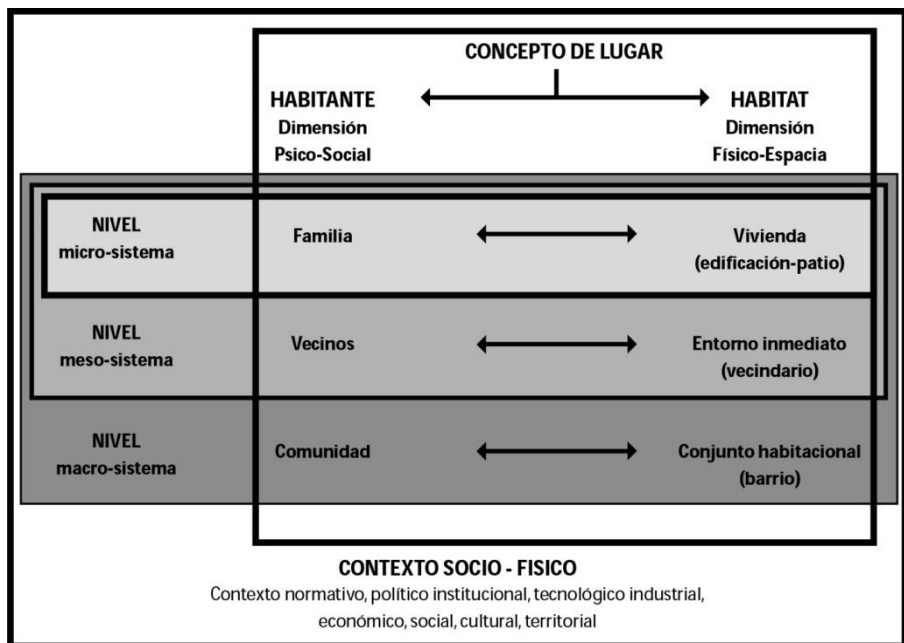 CONCEPTO DE LUGAR
HABITANTE
Dimensión
Psico-Social
HABITAT
Dimensión
Físico-Espacia
NIVEL
micro-sistema
Familia
Vivienda
(edificación-patio)
NIVEL
meso-sistema
Vecinos
Entorno inmediato
(vecindario)
NIVEL
macro-sistema
Comunidad
Conjunto habitacional
(barrio)
CONTEXTO SOCIO - FISICO
Contexto normativo, político institucional, tecnológico industrial,
económico, social, cultural, territorial